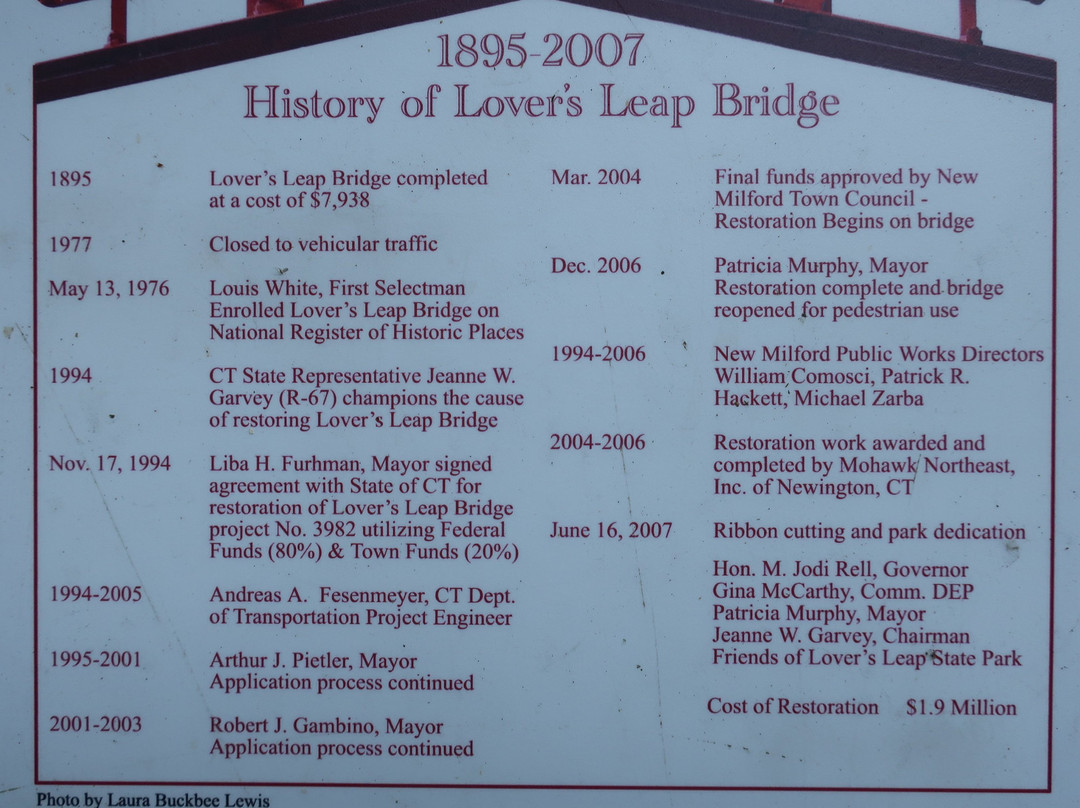 1895-2007
History of Lover's Leap Bridge
1895 Lover's Leap Bridge completed
at a cost of $7,938
1977 Closed to vehicular traffic
May 13, 1976 Louis White, First Selectman
Enrolled Lover's Leap Bridge on
National Register of Historic Places
1994 CT State Representative Jeanne W.
Garvey (R-67) champions the cause
of restoring Lover's Leap Bridge
Nov. 17, 1994 Liba H. Furhman, Mayor signed
agreement with State of CT for
restoration of Lover's Leap Bridge
project No. 3982 utilizing Federal
Funds (80%) & Town Funds (20%)
1994-2005 Andreas A. Fesenmeyer, CT Dept.
of Transportation Project Engineer
1995-2001 Arthur J. Pietler, Mayor
Application process continued
2001-2003 Robert J. Gambino, Mayor
Application process continued
Mar. 2004 Final funds approved by New
Milford Town Council -
Restoration Begins on bridge
Dec. 2006 Patricia Murphy, Mayor
Restoration complete and bridge
reopened for pedestrian use
1994-2006 New Milford Public Works Directors
William Comosci, Patrick R.
Hackett, Michael Zarba
2004-2006 Restoration work awarded and
completed by Mohawk Northeast,
Inc. of Newington, CT
June 16, 2007 Ribbon cutting and park dedication
Hon. M. Jodi Rell, Governor
Gina McCarthy, Comm. DEP
Patricia Murphy, Mayor
Jeanne W. Garvey, Chairman
Friends of Lover's Leap State Park
Cost of Restoration $1.9 Million
Photo by Laura Buckbee Lewis